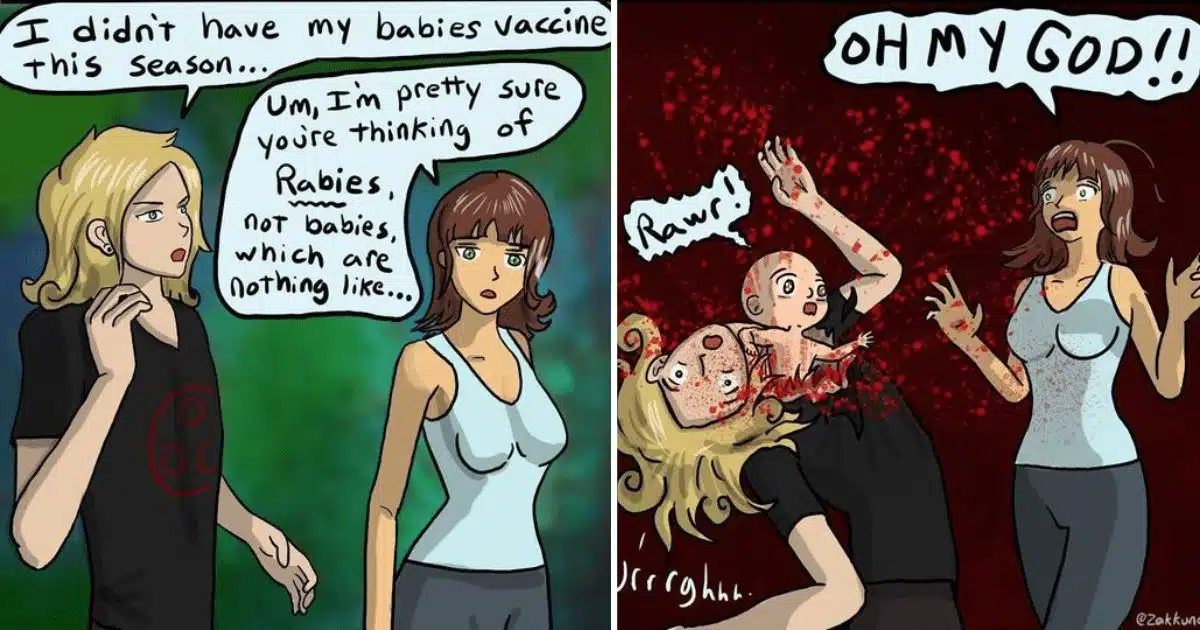 I didn't have my babies vaccine
this season...
Um, I'm pretty sure
you're thinking of
Rabies,
not babies,
which are
nothing like...
OH MY GOD!!
Rawr!
urrrghhh.